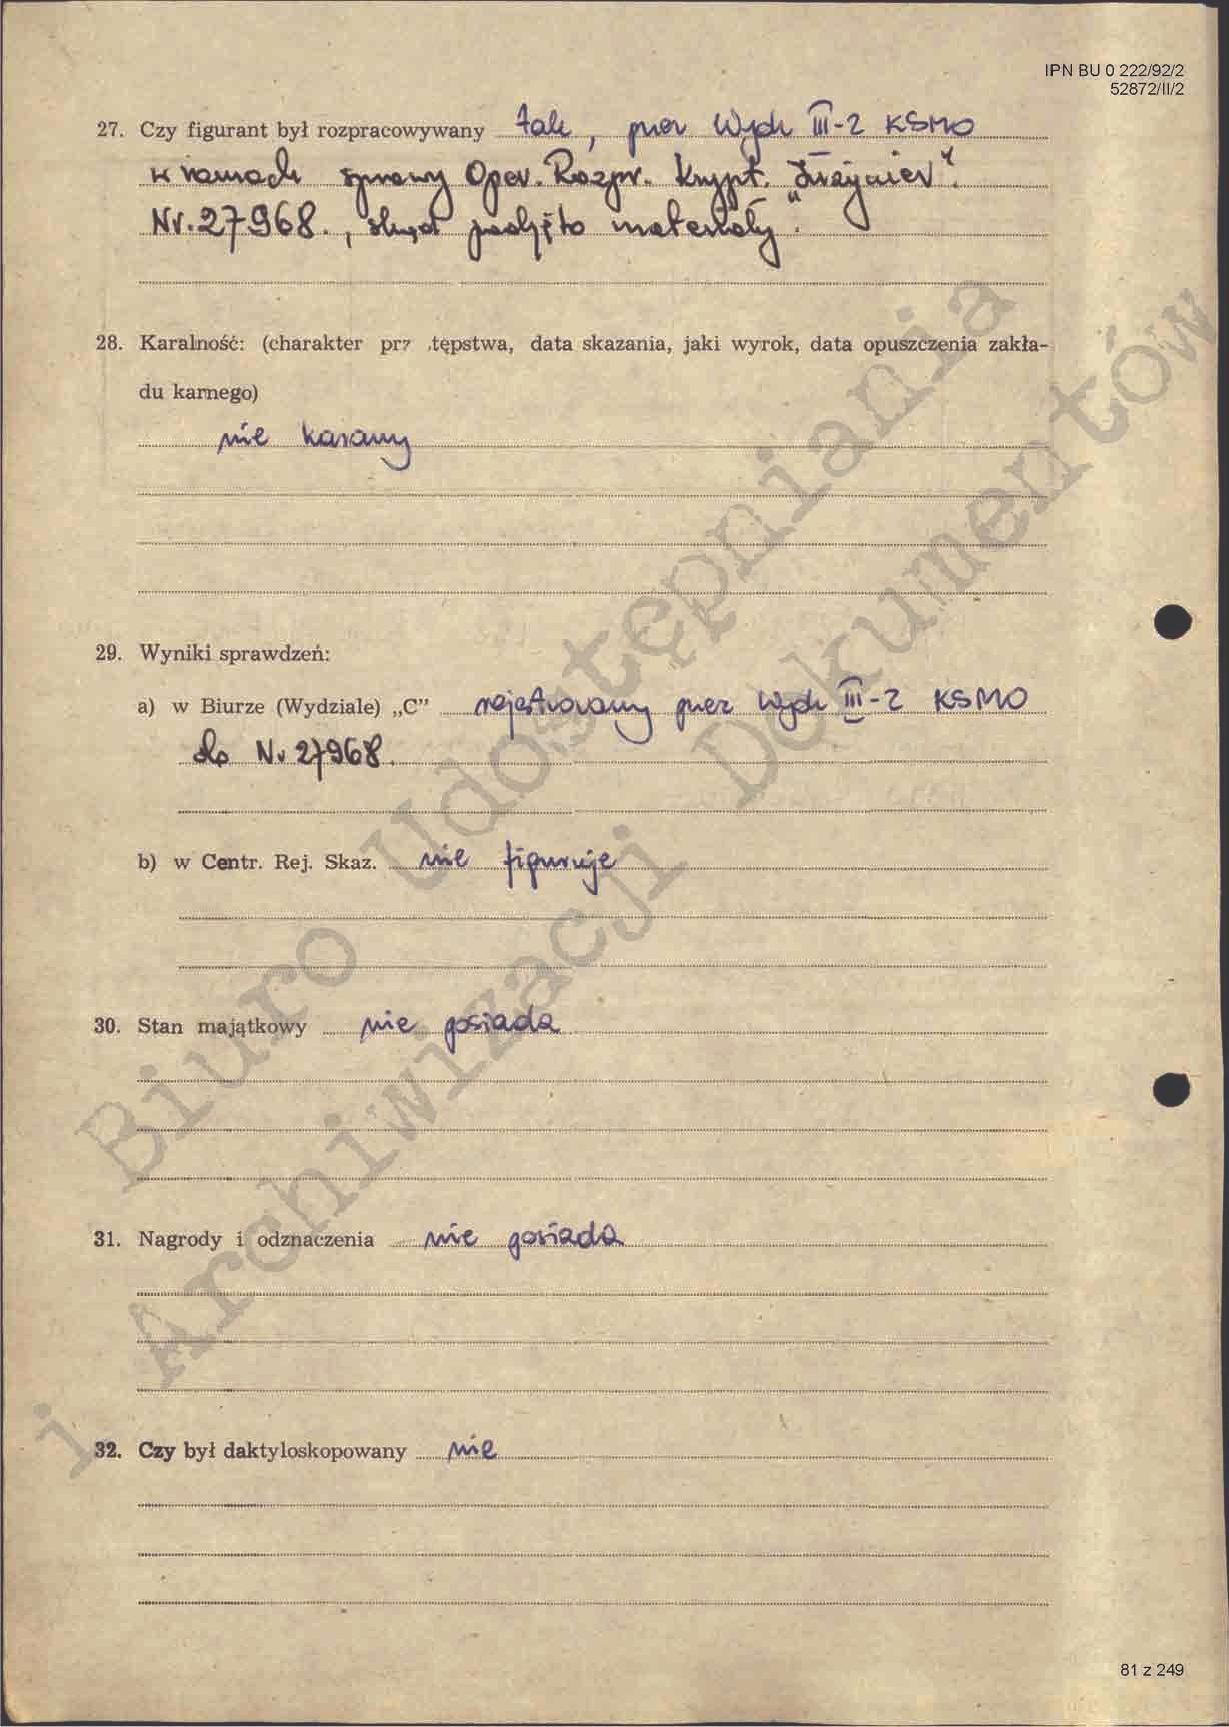 IPN BU 0 222/92/2
52872/II/2
27. Czy figurant był rozpracowywany tak, przez Wydz III-2 KSMO
w ramach sprawy Oper. Rozpr. krypt. „Inżynier".
Nr. 27968., skąd podjęto materiały.
28. Karalność: (charakter prz .tępstwa, data skazania, jaki wyrok, data opuszczenia zakła-
du karnego)
nie karany
29. Wyniki sprawdzeń:
a) w Biurze (Wydziale) „C” rejestrowany przez Wydz III-2 KSMO
do Nr 27968.
b) w Centr. Rej. Skaz. nie figuruje
30. Stan majątkowy nie posiada
31. Nagrody i odznaczenia nie posiada
32. Czy był daktyloskopowany nie
Biuro Udostępniania
i Archiwizacji Dokumentów
81 z 249